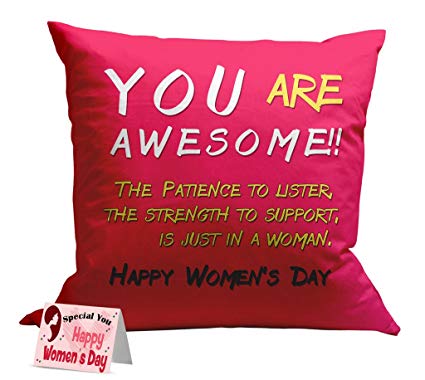 YOU ARE
AWESOME!!
THE PATIENCE TO LISTER,
THE STRENGTH TO SUPPORT,
IS JUST IN A WOMAN.
HAPPY WOMEN'S DAY
Special You
Happy
Women's Day